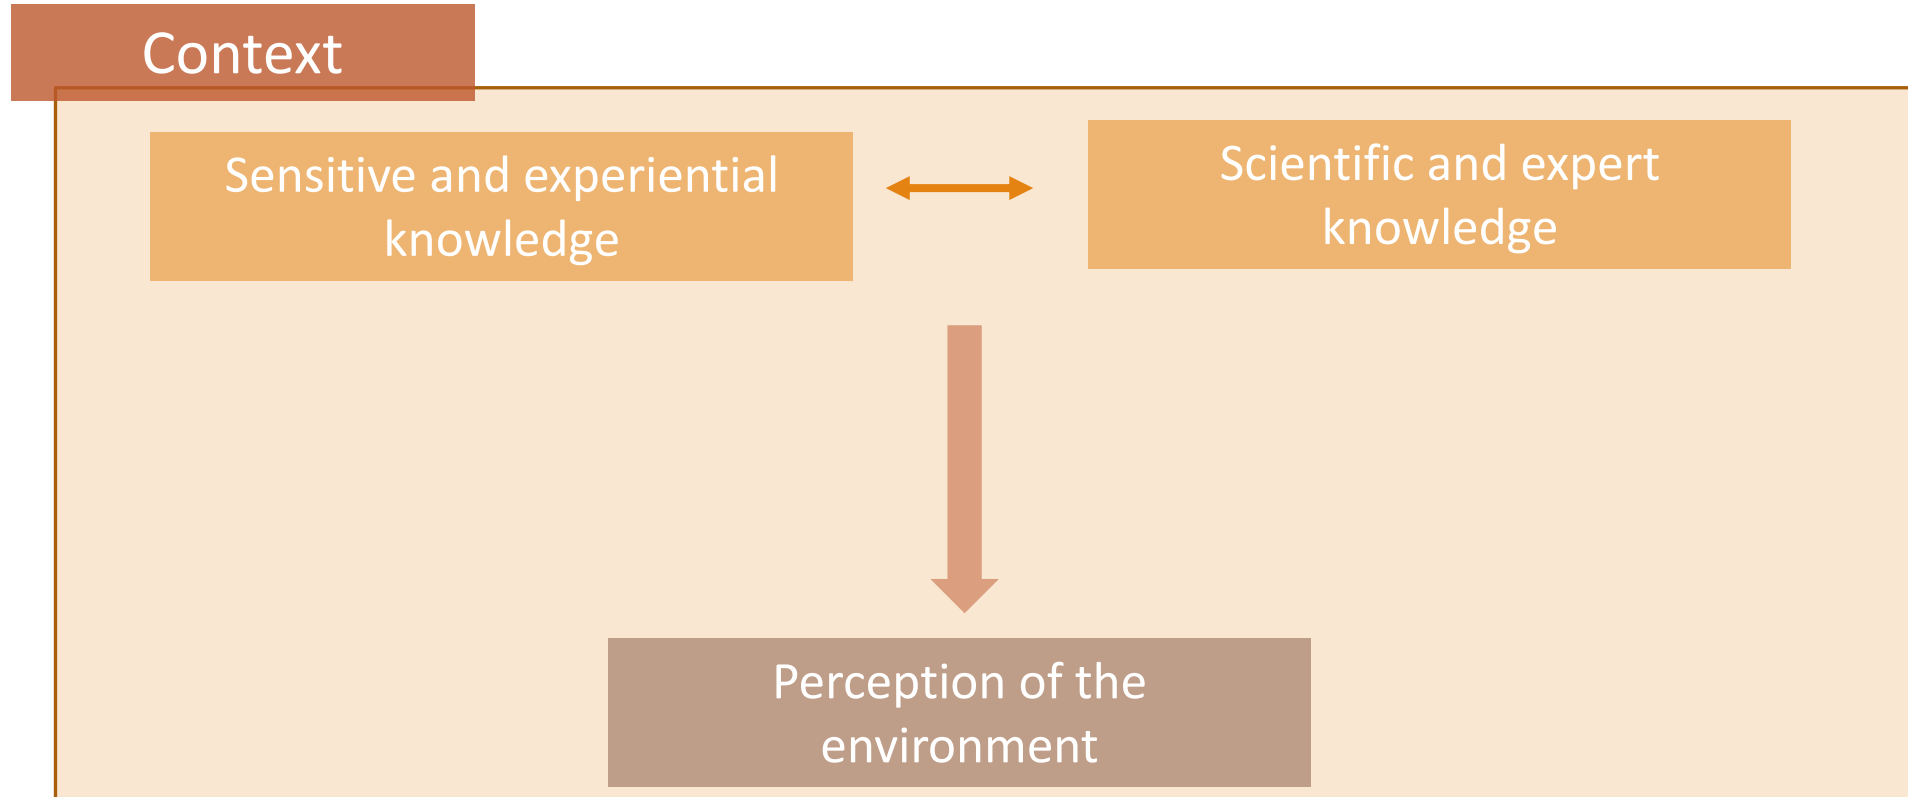 Context
Sensitive and experiential
knowledge
Scientific and expert
knowledge
Perception of the
environment